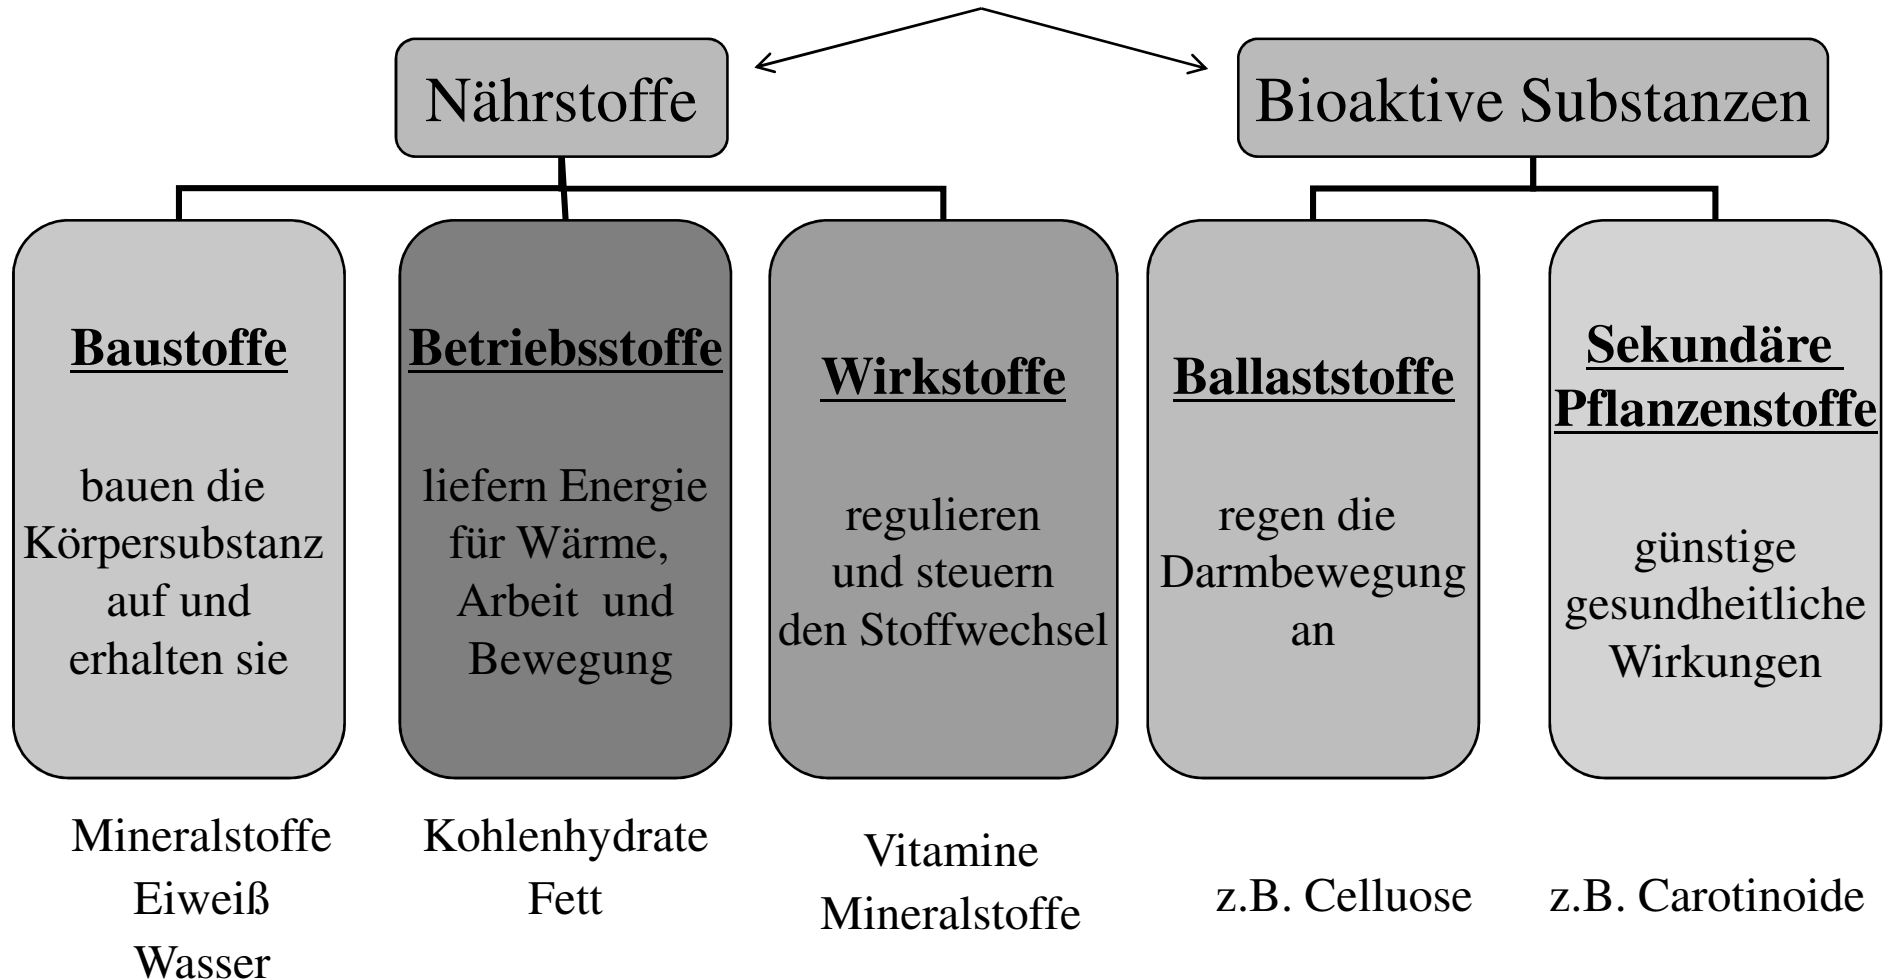 Nährstoffe
Bioaktive Substanzen
Baustoffe
bauen die
Körpersubstanz
auf und
erhalten sie
Betriebsstoffe
liefern Energie
für Wärme,
Arbeit und
Bewegung
Wirkstoffe
regulieren
und steuern
den Stoffwechsel
Ballaststoffe
regen die
Darmbewegung
an
Sekundäre
Pflanzenstoffe
günstige
gesundheitliche
Wirkungen
Mineralstoffe
Eiweiß
Wasser
Kohlenhydrate
Fett
Vitamine
Mineralstoffe
z.B. Celluose
z.B. Carotinoide